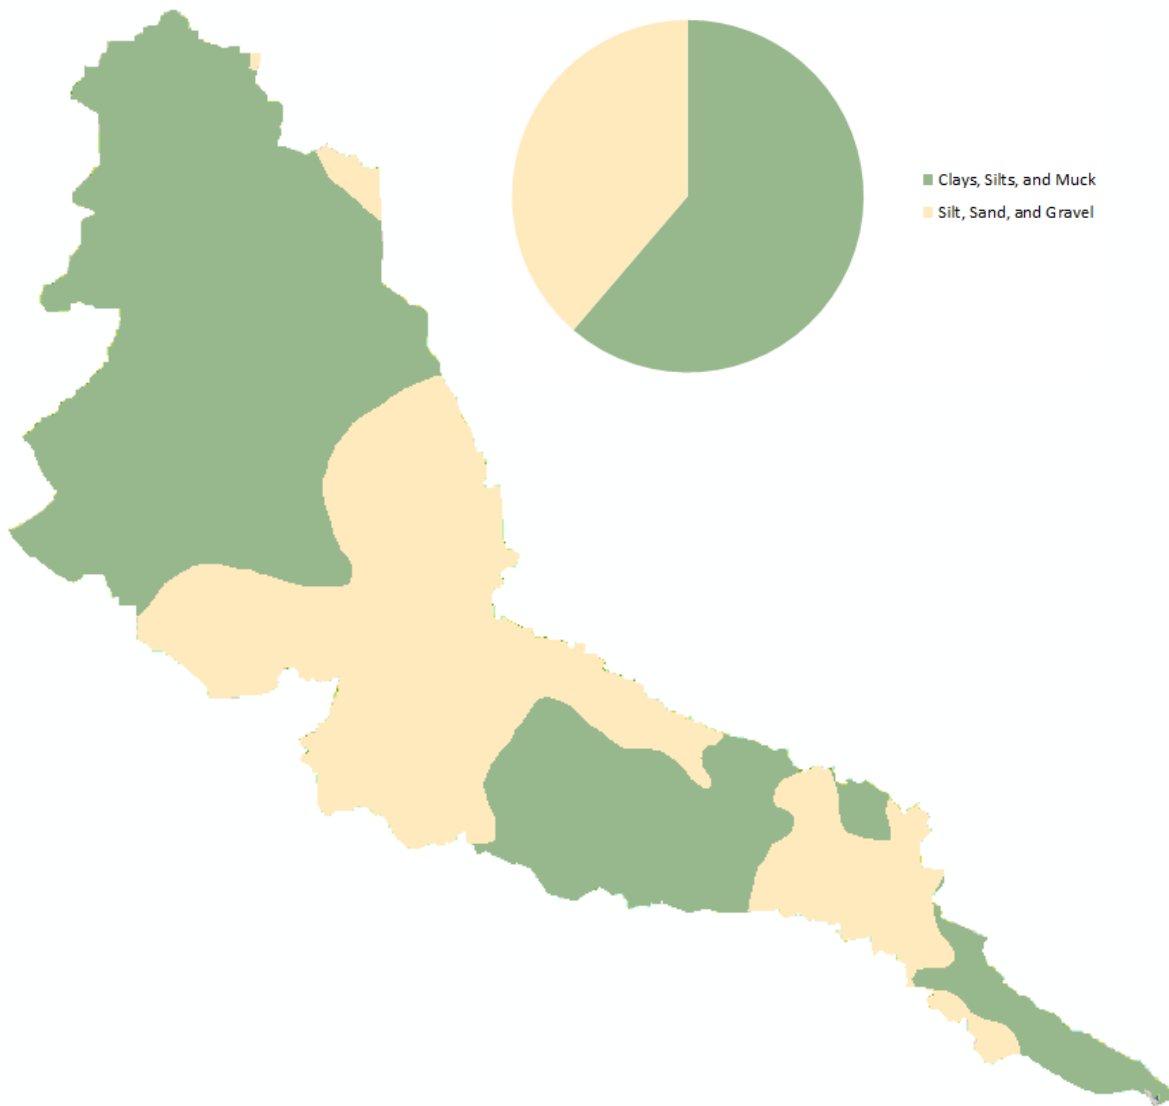 Clays, Silts, and Muck
Silt, Sand, and Gravel